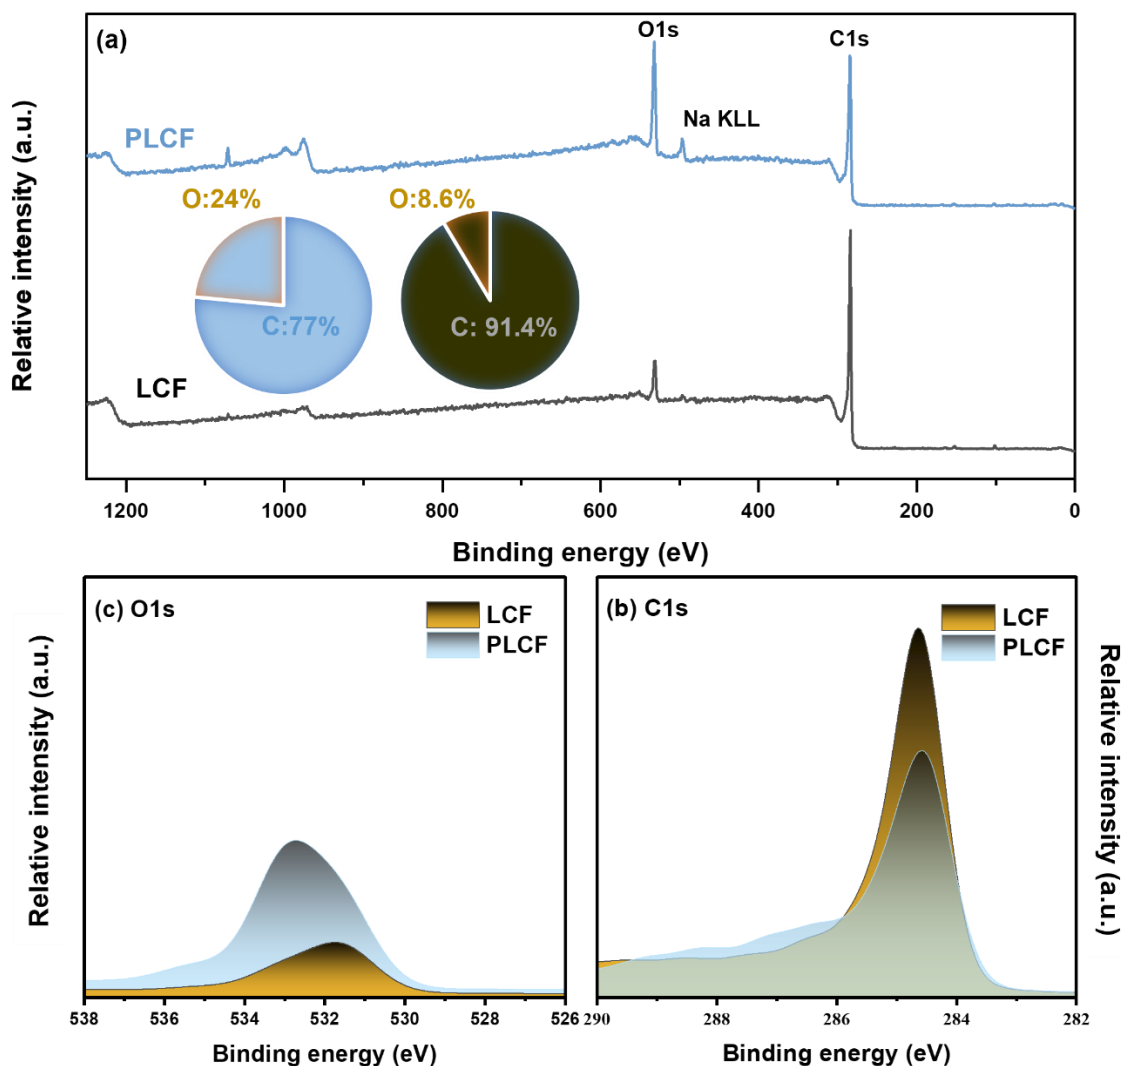 (a)
O1s
C1s
Na KLL
PLCF
O:24%
O:8.6%
C:77%
C: 91.4%
LCF
Relative intensity (a.u.)
1200
1000
800
600
400
200
0
Binding energy (eV)
(c) O1s
LCF
PLCF
Relative intensity (a.u.)
538
536
534
532
530
528
526
Binding energy (eV)
(b) C1s
LCF
PLCF
Relative intensity (a.u.)
290
288
286
284
282
Binding energy (eV)